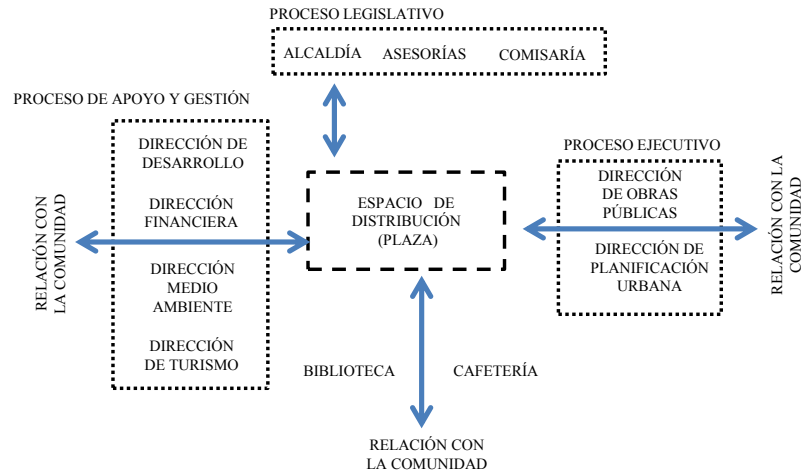 PROCESO LEGISLATIVO
ALCALDÍA ASESORÍAS COMISARÍA
PROCESO DE APOYO Y GESTIÓN
DIRECCIÓN DE
DESARROLLO
DIRECCIÓN
FINANCIERA
DIRECCIÓN
MEDIO
AMBIENTE
DIRECCIÓN
DE TURISMO
RELACIÓN CON
LA COMUNIDAD
ESPACIO DE
DISTRIBUCIÓN
(PLAZA)
PROCESO EJECUTIVO
DIRECCIÓN
DE OBRAS
PÚBLICAS
DIRECCIÓN DE
PLANIFICACIÓN
URBANA
RELACIÓN CON LA
COMUNIDAD
BIBLIOTECA CAFETERÍA
RELACIÓN CON
LA COMUNIDAD